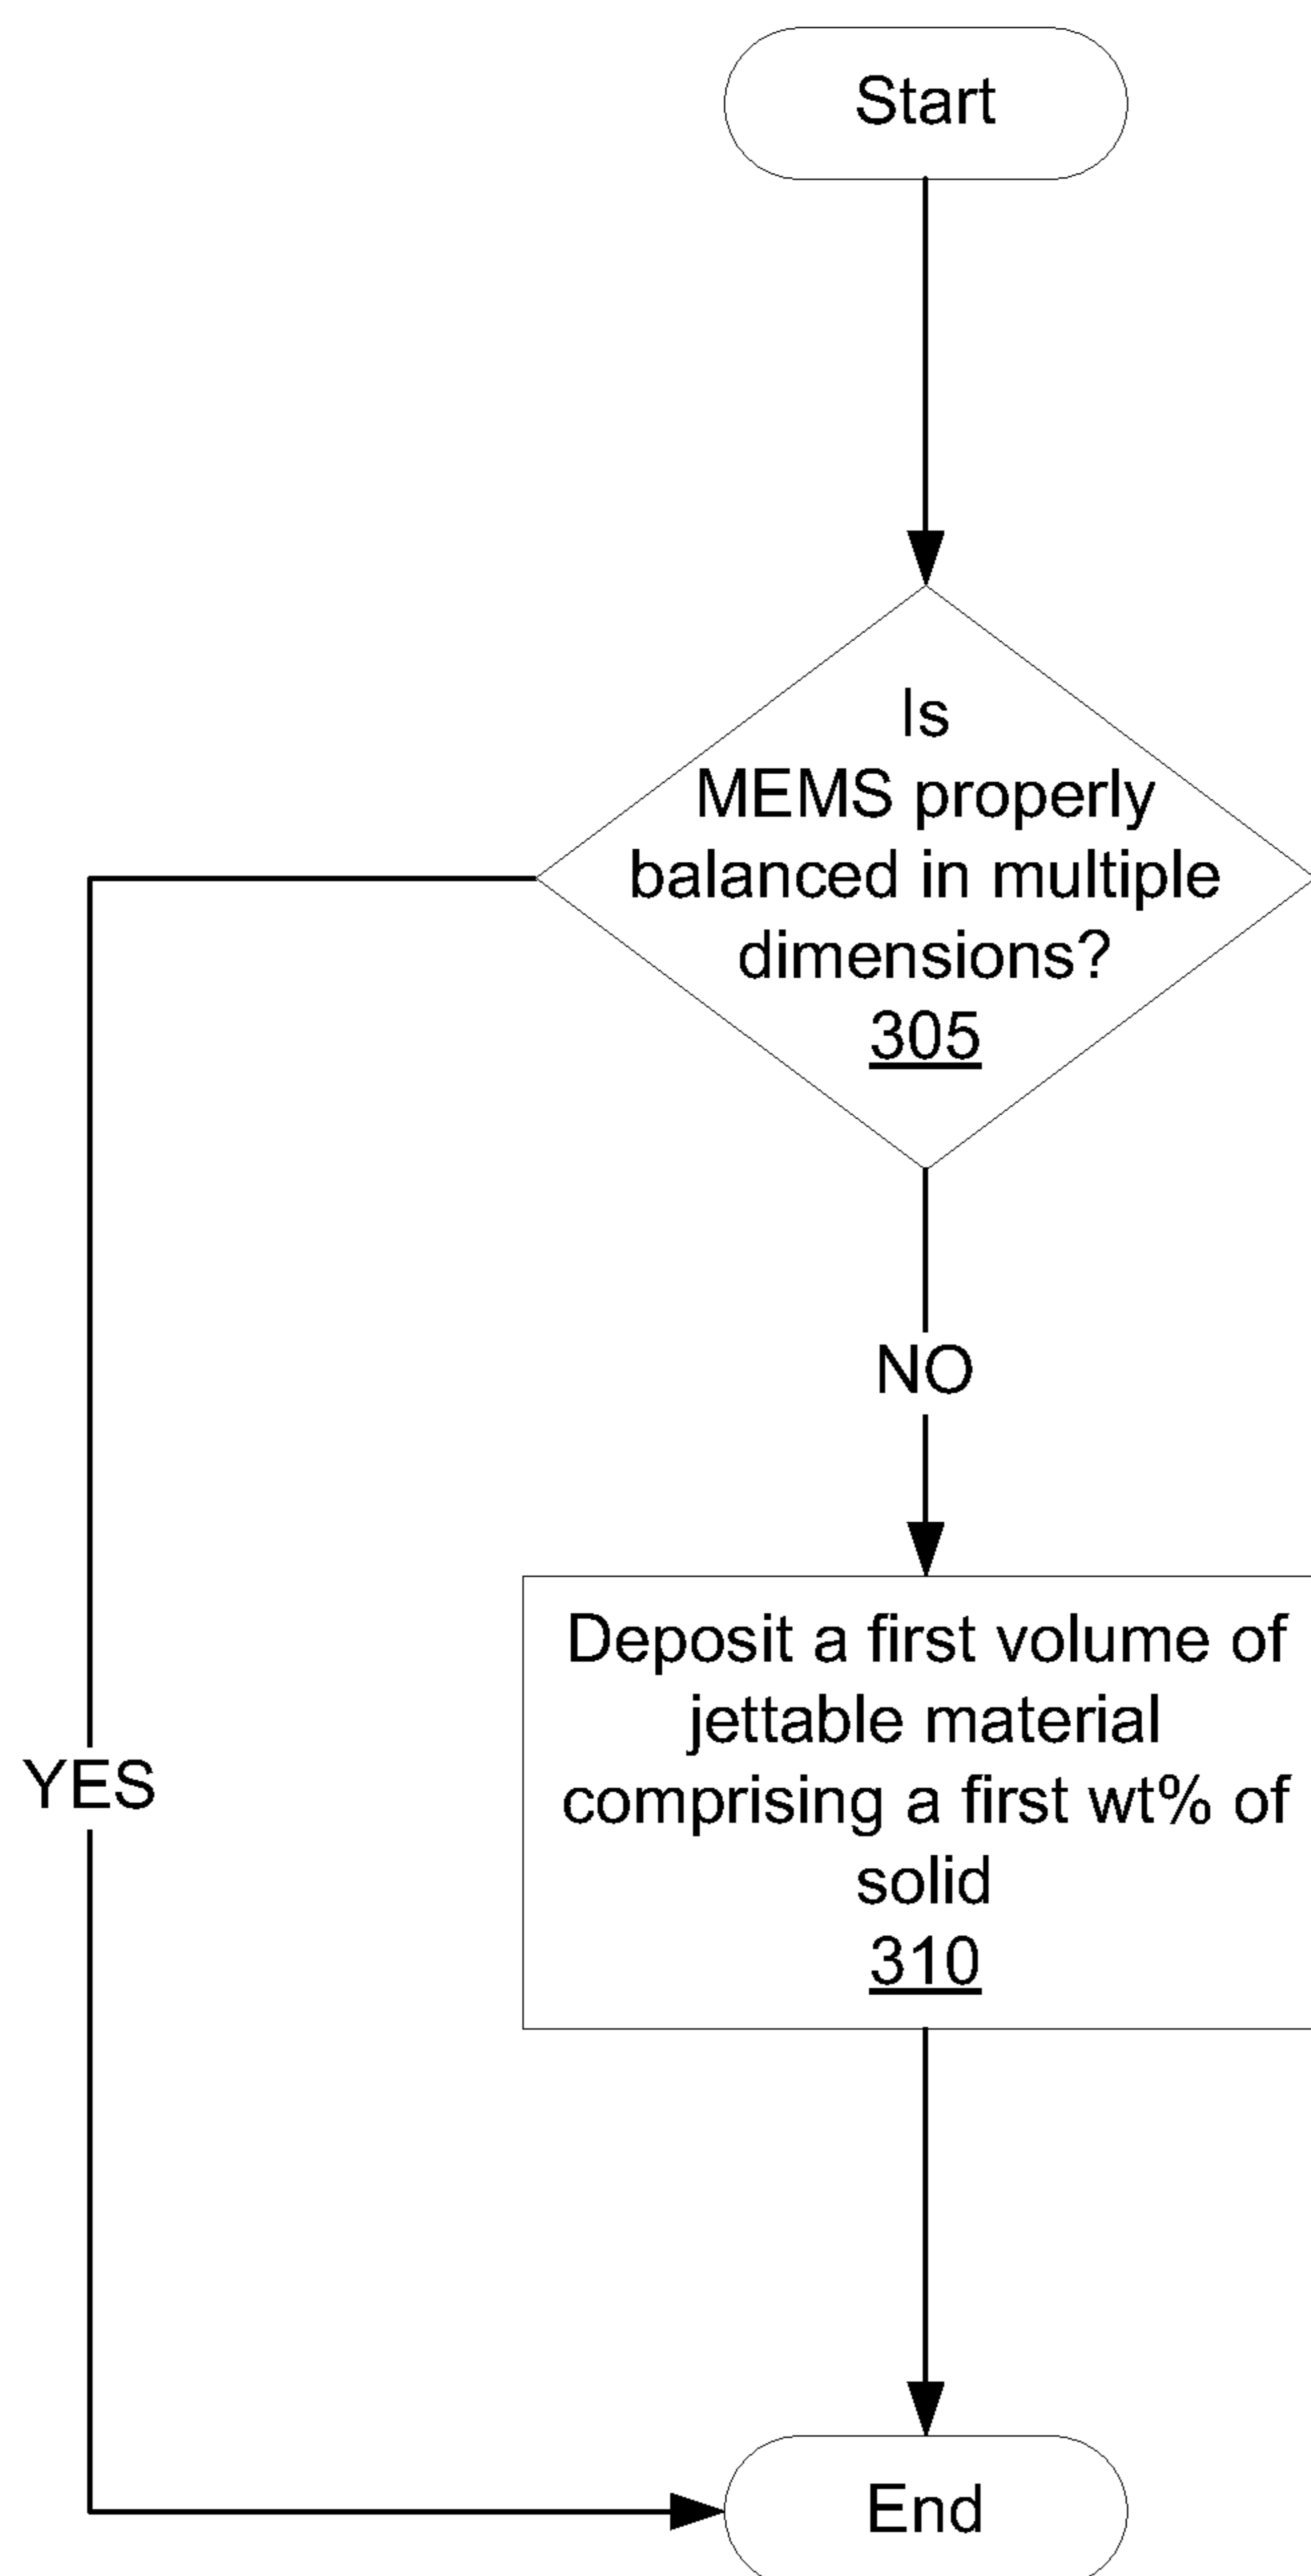 Start
Is
MEMS properly
balanced in multiple
dimensions?
305
NO
Deposit a first volume of
jettable material
comprising a first wt% of
solid
310
YES
End